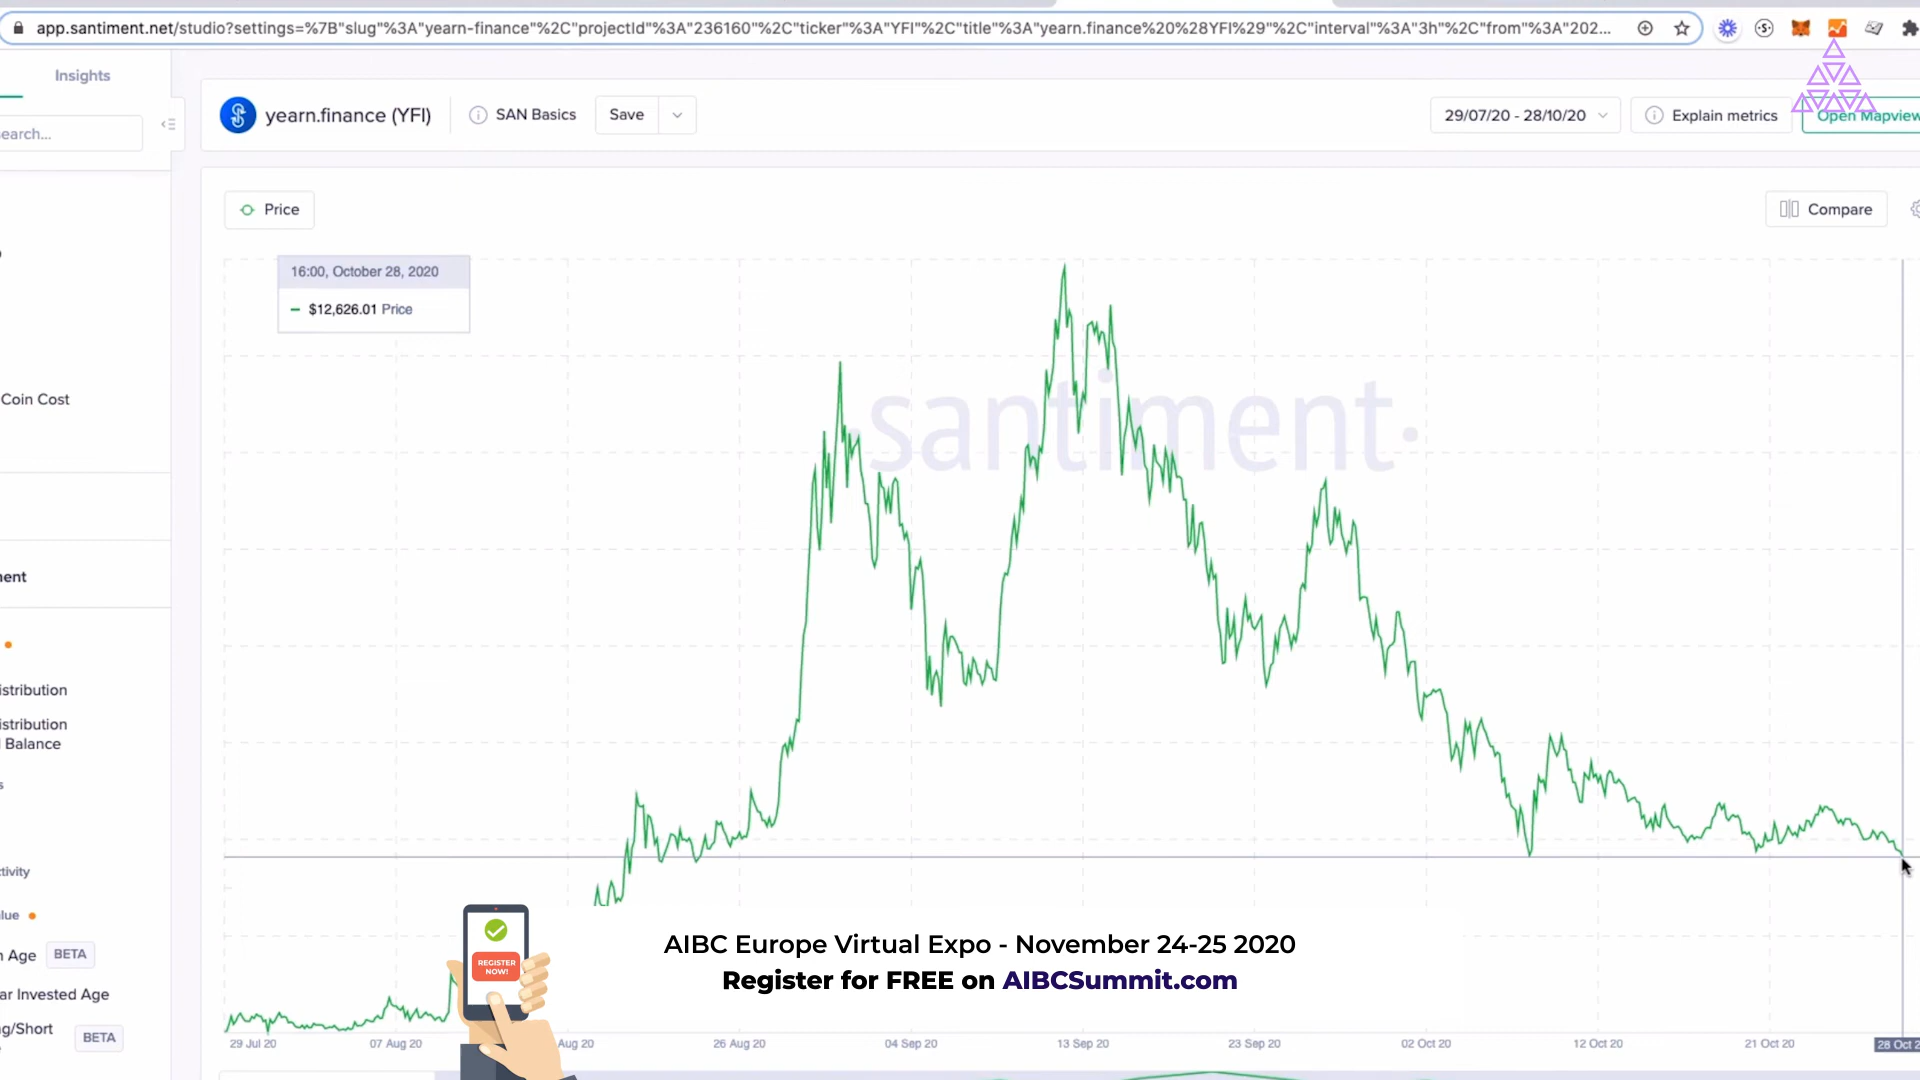 app.santiment.net/studio?settings=%7B"slug"%3A"yearn-finance"%2C"projectId"%3A"236160"%2C"ticker"%3A"YFI"%2C"title"%3A"yearn.finance%20%28YFI%29"%2C"interval"%3A"3h"%2C"from"%3A"202...
Insights
earch...
yearn.finance (YFI)
SAN Basics
Save
29/07/20 - 28/10/20
Explain metrics
Open Mapview
Price
Compare
16:00, October 28, 2020
$12,626.01 Price
santiment
Coin Cost
nent
istribution
istribution
Balance
s
tivity
lue
n Age BETA
ar Invested Age
ng/Short BETA
REGISTER
NOW!
AIBC Europe Virtual Expo - November 24-25 2020
Register for FREE on AIBCSummit.com
29 Jul 20
07 Aug 20
Aug 20
26 Aug 20
04 Sep 20
13 Sep 20
23 Sep 20
02 Oct 20
12 Oct 20
21 Oct 20
28 Oct 2